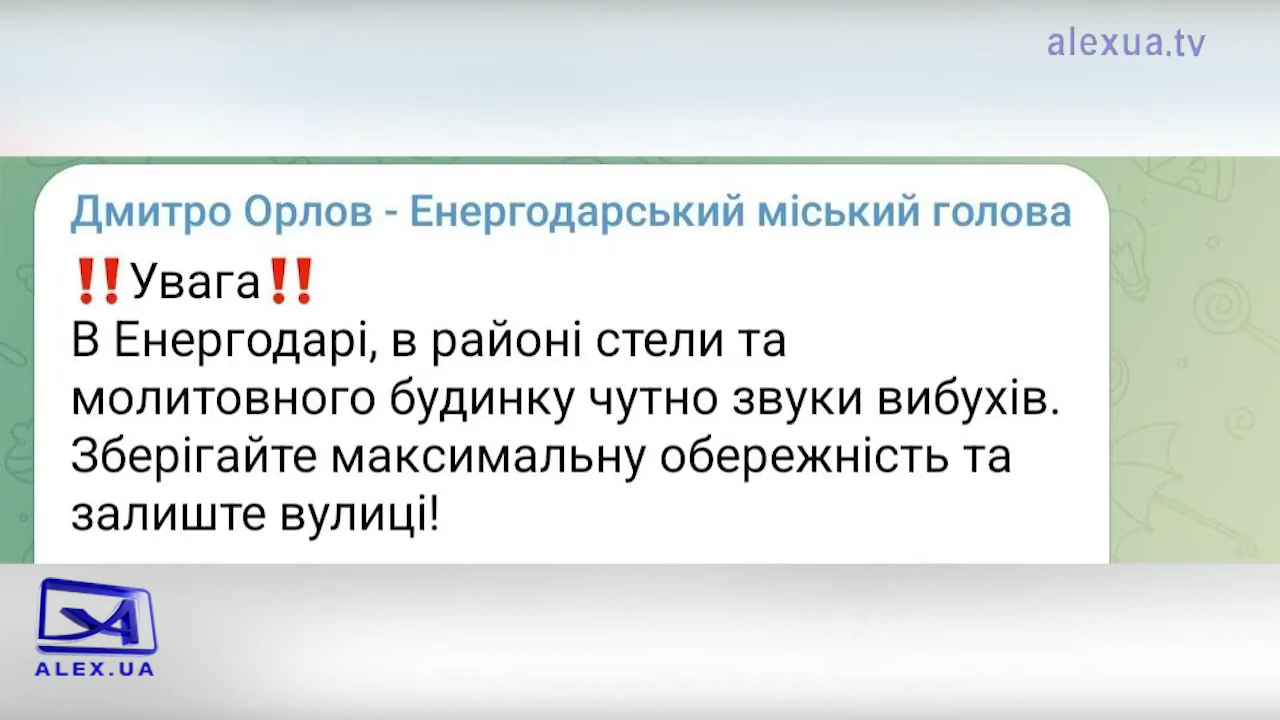 alexua.tv
Дмитро Орлов - Енергодарський міський голова
‼️Увага‼️
В Енергодарі, в районі стели та
молитовного будинку чутно звуки вибухів.
Зберігайте максимальну обережність та
залиште вулиці!
ALEX.UA